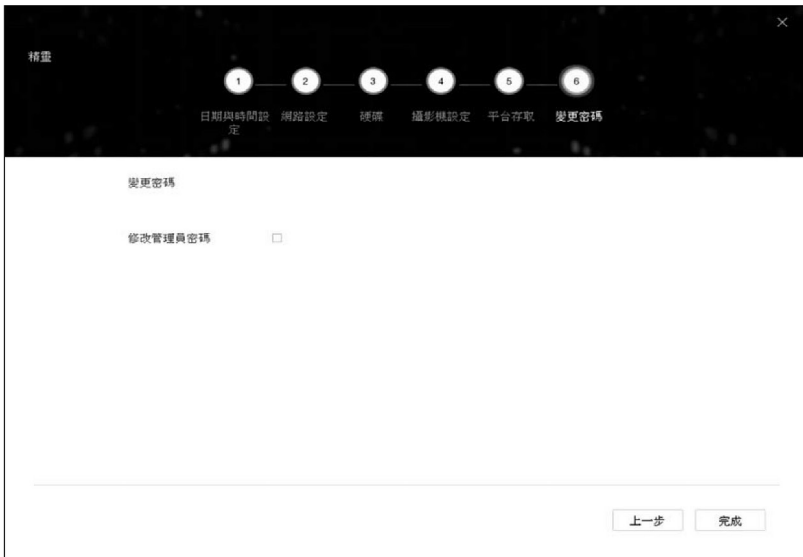 精靈
1
2
3
4
5
6
日期與時間設
定
網路設定
硬碟
攝影機設定
平台存取
變更密碼
變更密碼
修改管理員密碼
上一步
完成